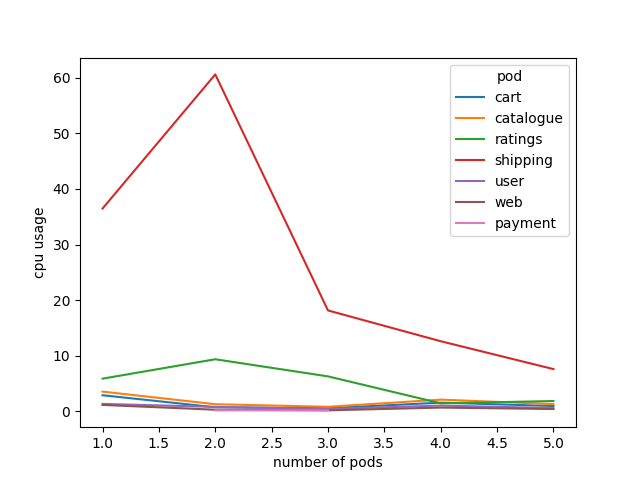 pod
cart
catalogue
ratings
shipping
user
web
payment
cpu usage
60
50
40
30
20
10
0
1.0 1.5 2.0 2.5 3.0 3.5 4.0 4.5 5.0
number of pods